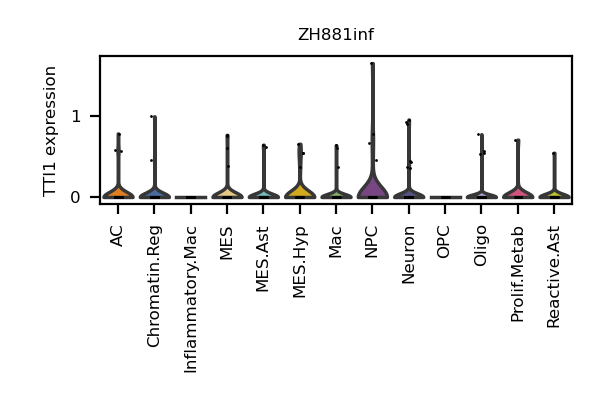 ZH881inf
TTI1 expression
1
0
AC
Chromatin.Reg
Inflammatory.Mac
MES
MES.Ast
MES.Hyp
Mac
NPC
Neuron
OPC
Oligo
Prolif.Metab
Reactive.Ast